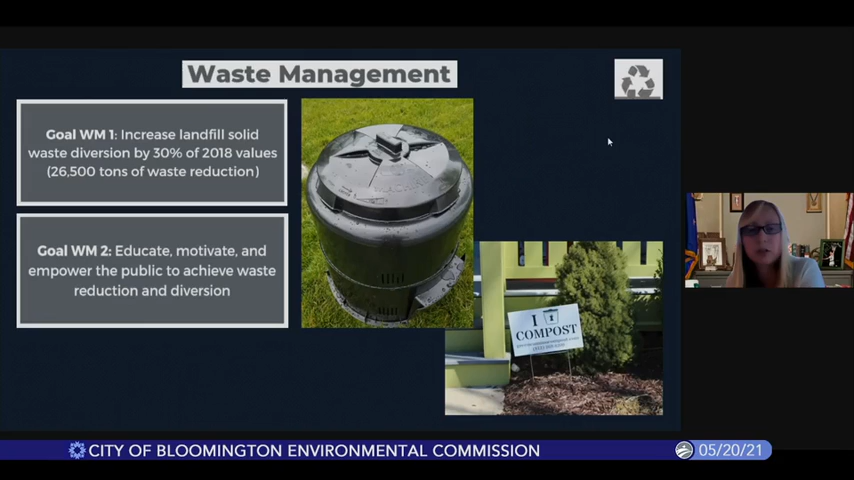 Waste Management
Goal WM 1: Increase landfill solid
waste diversion by 30% of 2018 values
(26,500 tons of waste reduction)
Goal WM 2: Educate, motivate, and
empower the public to achieve waste
reduction and diversion
I
COMPOST
CITY OF BLOOMINGTON ENVIRONMENTAL COMMISSION
05/20/21